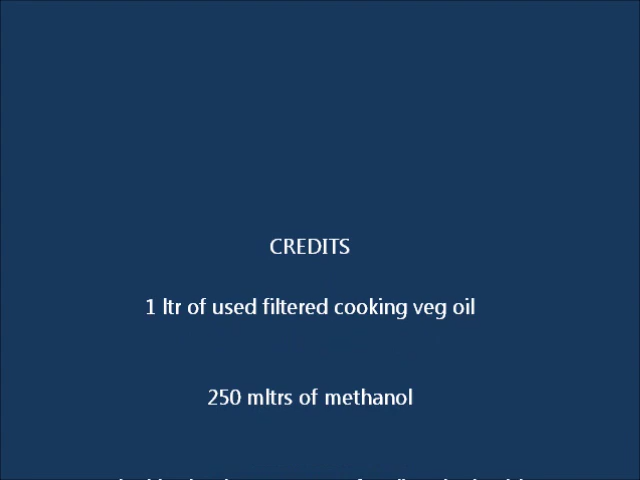 CREDITS
1 ltr of used filtered cooking veg oil
250 mltrs of methanol